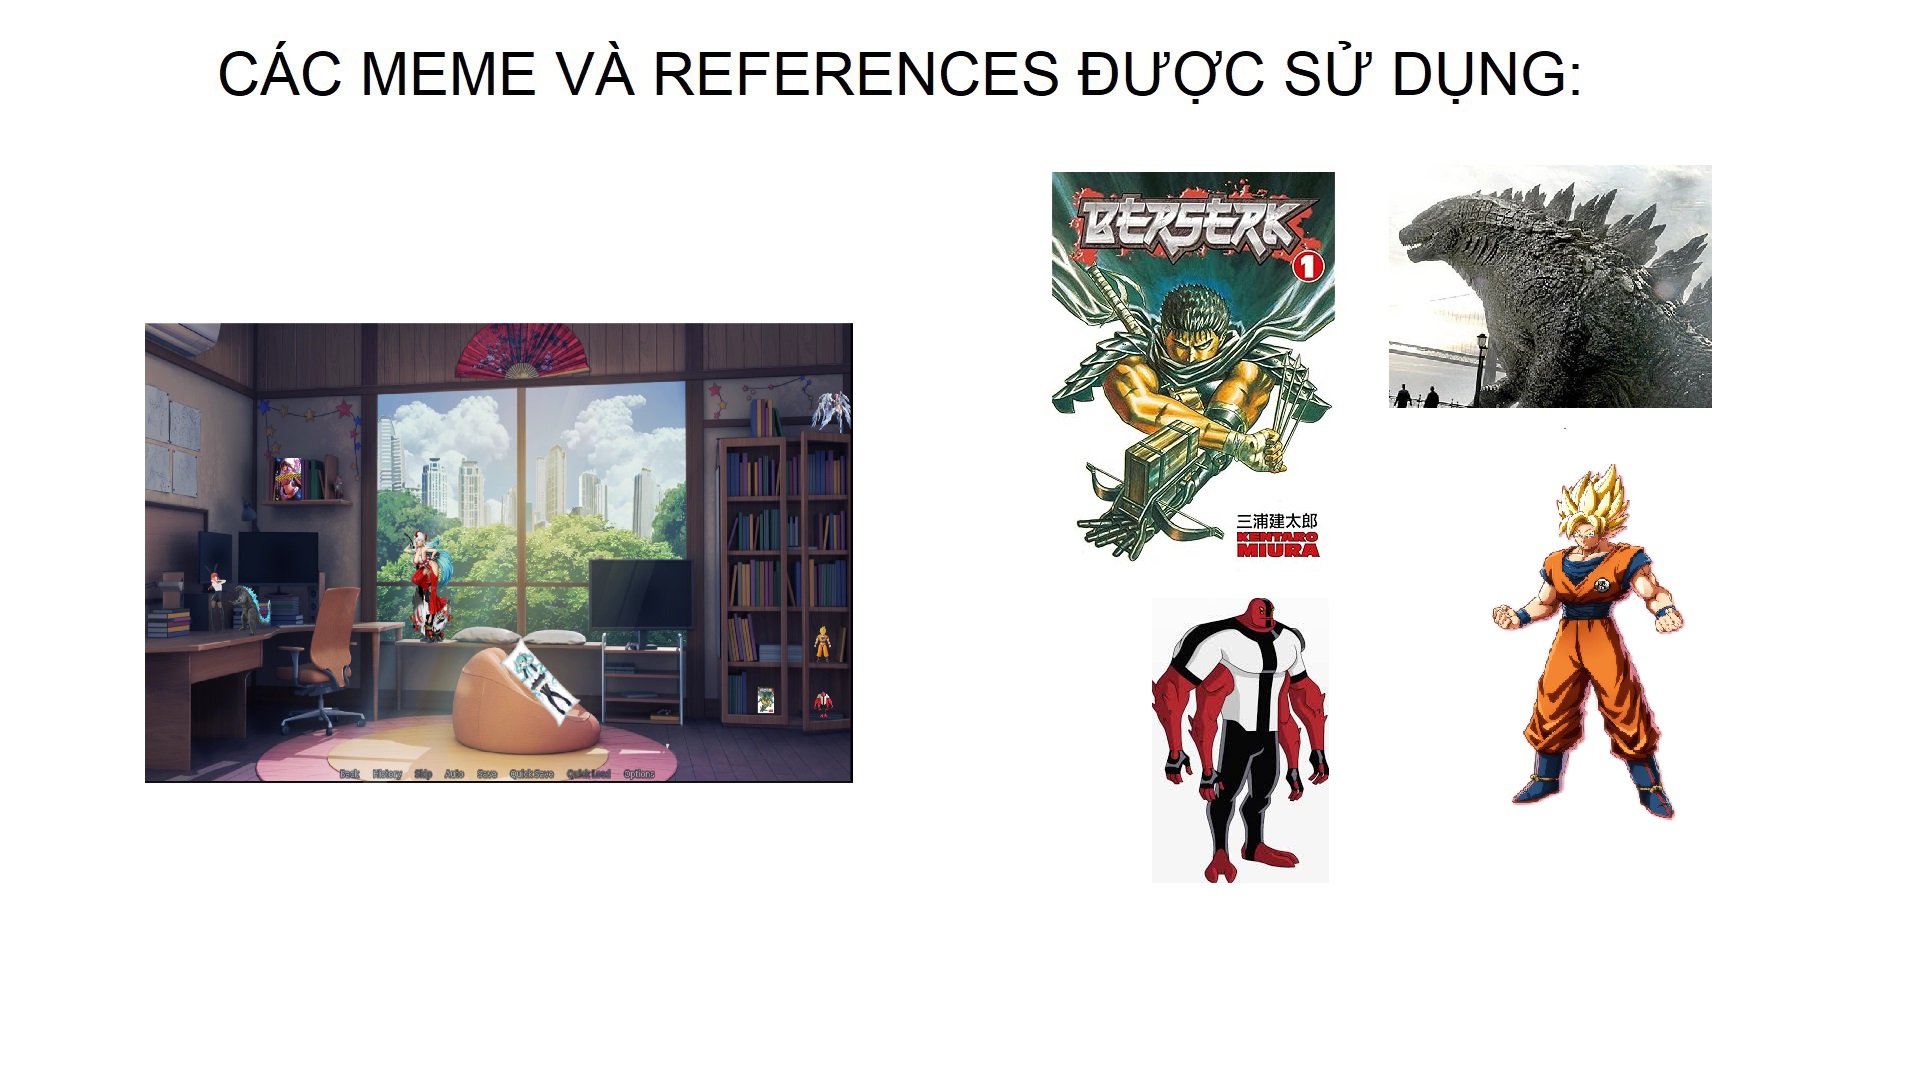 CÁC MEME VÀ REFERENCES ĐƯỢC SỬ DỤNG:
BERSERK
1
三浦建太郎
KENTARO
MIURA
Back History Skip Auto Save Quick.Save Quick.Load Options